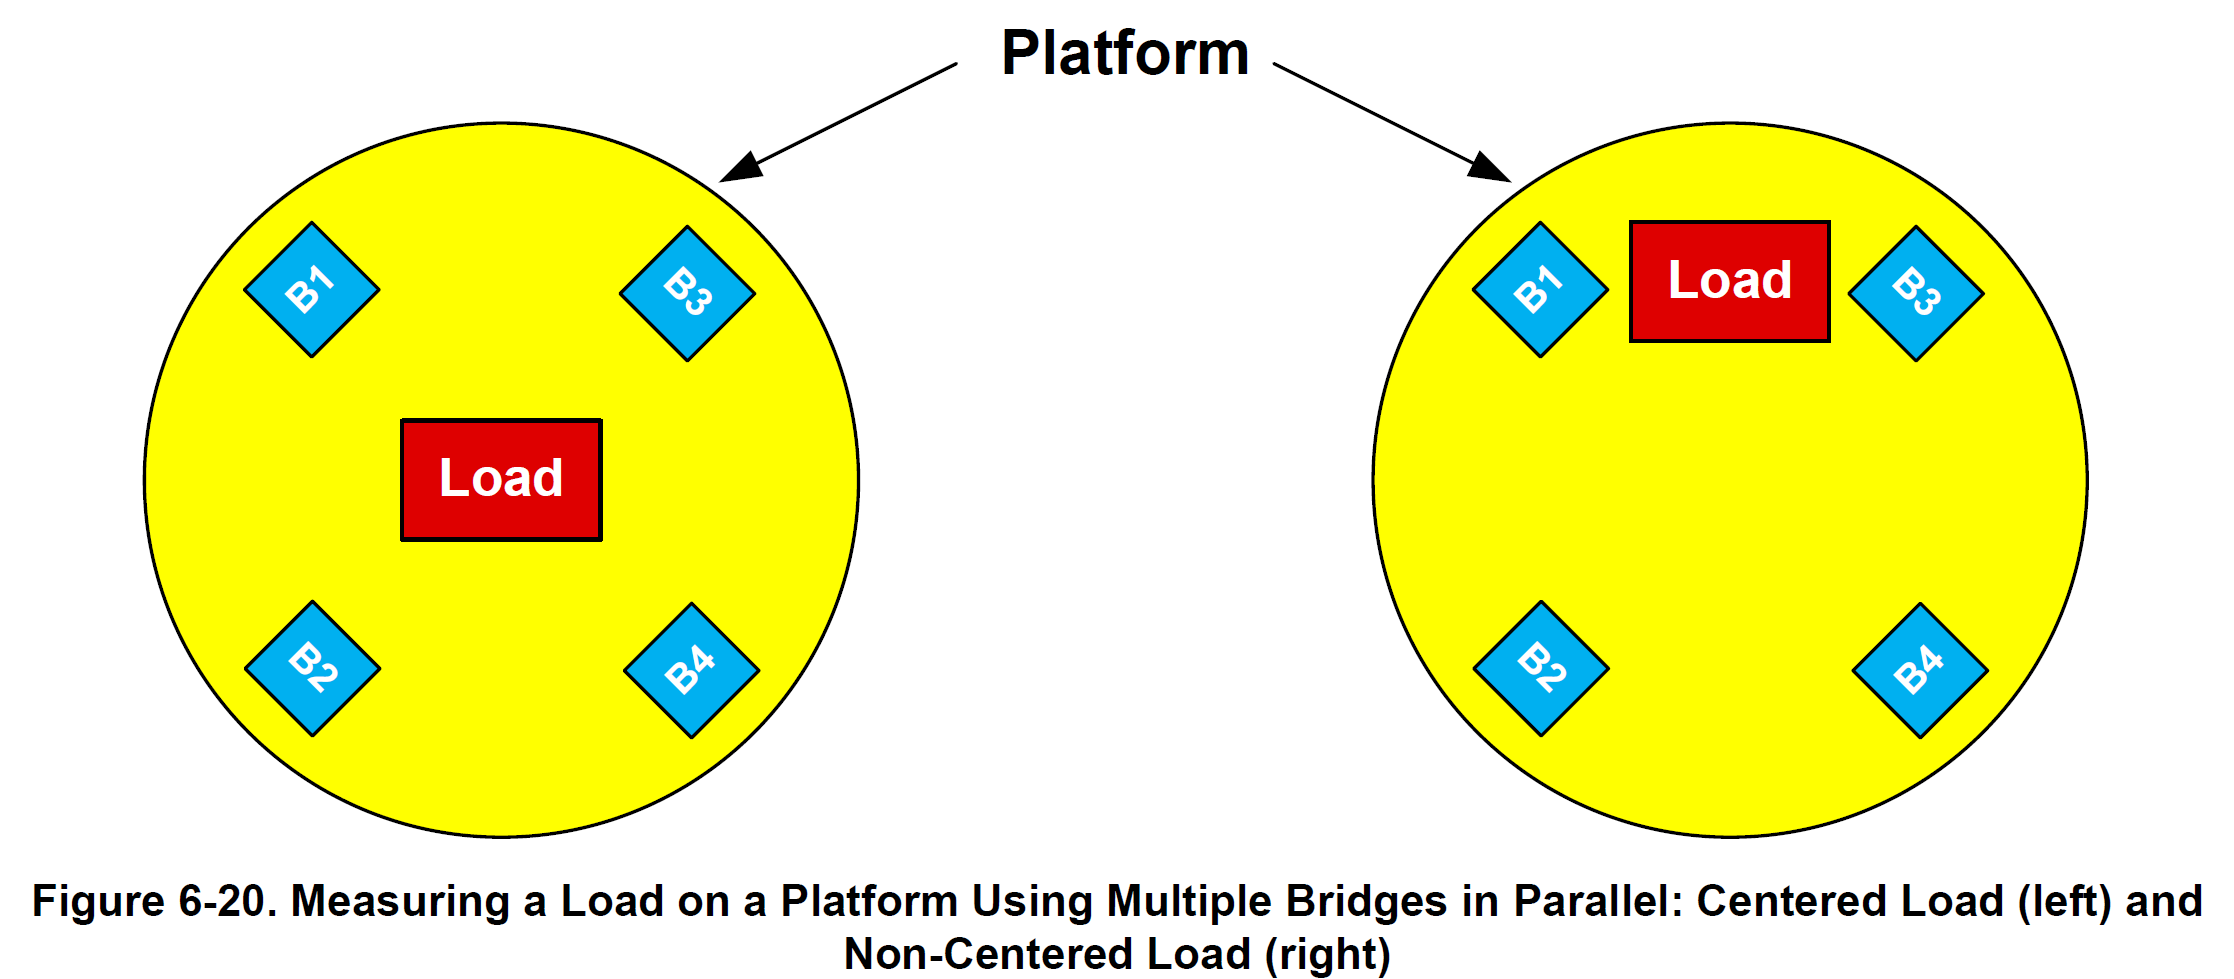 Platform
B1
B3
Load
B2
B4
B1
Load
B3
B2
B4
Figure 6-20. Measuring a Load on a Platform Using Multiple Bridges in Parallel: Centered Load (left) and
Non-Centered Load (right)